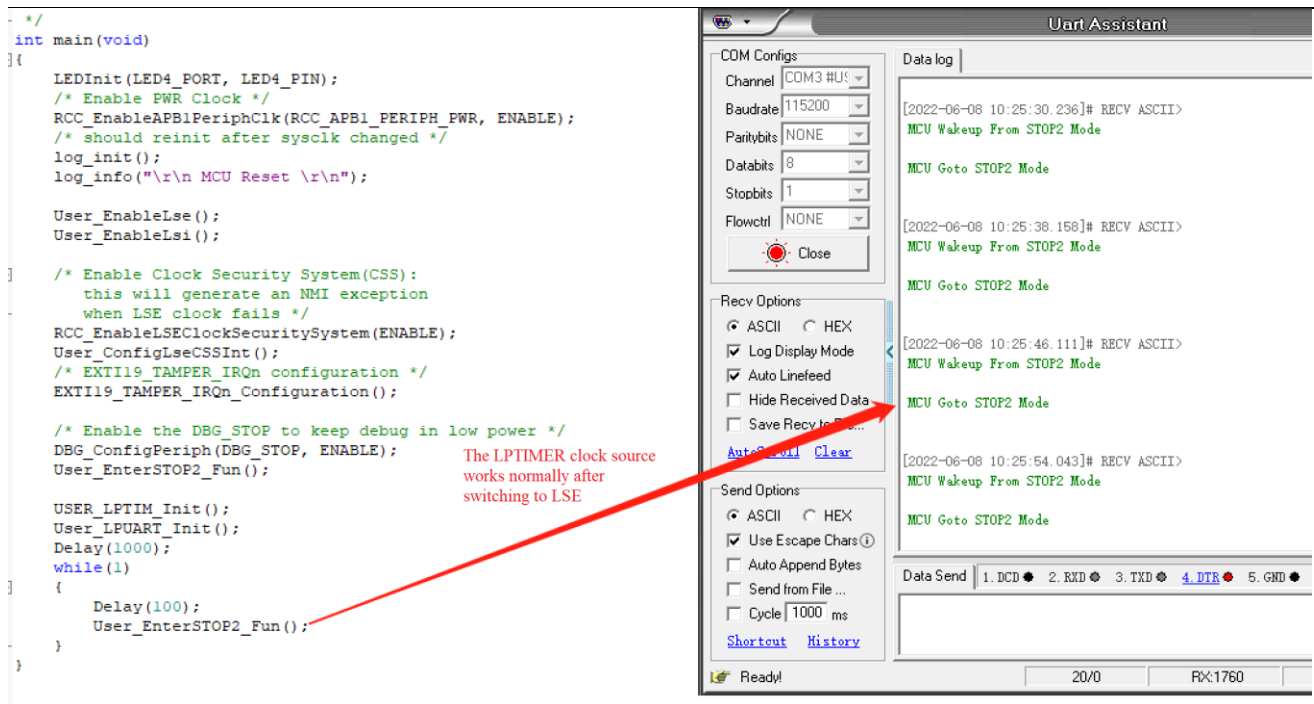 */
int main(void)
{
LEDInit(LED4_PORT, LED4_PIN);
/* Enable PWR Clock */
RCC_EnableAPB1PeriphClk(RCC_APB1_PERIPH_PWR, ENABLE);
/* should reinit after sysclk changed */
log_init();
log_info("\r\n MCU Reset \r\n");
User_EnableLse();
User_EnableLsi();
/* Enable Clock Security System(CSS):
this will generate an NMI exception
when LSE clock fails */
RCC_EnableLSEClockSecuritySystem(ENABLE);
User_ConfigLseCSSInt();
/* EXTI19_TAMPER_IRQn configuration */
EXTI19_TAMPER_IRQn_Configuration();
/* Enable the DBG_STOP to keep debug in low power */
DBG_ConfigPeriph(DBG_STOP, ENABLE);
User_EnterSTOP2_Fun();
USER_LPTIM_Init();
User_LPUART_Init();
Delay(1000);
while(1)
{
Delay(100);
User_EnterSTOP2_Fun();
}
}
The LPTIMER clock source
works normally after
switching to LSE
Uart Assistant
COM Configs
Channel COM3 #US
Baudrate 115200
Paritybits NONE
Databits 8
Stopbits 1
Flowctrl NONE
Close
Recv Options
ASCII HEX
Log Display Mode
Auto Linefeed
Hide Received Data
Save Recv to
AutoScroll Clear
Send Options
ASCII HEX
Use Escape Chars
Auto Append Bytes
Send from File ...
Cycle 1000 ms
Shortcut History
Data log
[2022-06-08 10:25:30.236]# RECV ASCII>
MCU Wakeup From STOP2 Mode
MCU Goto STOP2 Mode
[2022-06-08 10:25:38.158]# RECV ASCII>
MCU Wakeup From STOP2 Mode
MCU Goto STOP2 Mode
[2022-06-08 10:25:46.111]# RECV ASCII>
MCU Wakeup From STOP2 Mode
MCU Goto STOP2 Mode
[2022-06-08 10:25:54.043]# RECV ASCII>
MCU Wakeup From STOP2 Mode
MCU Goto STOP2 Mode
Data Send 1. DCD 2. RXD 3. TXD 4. DTR 5. GND
Ready! 20/0 RX:1760